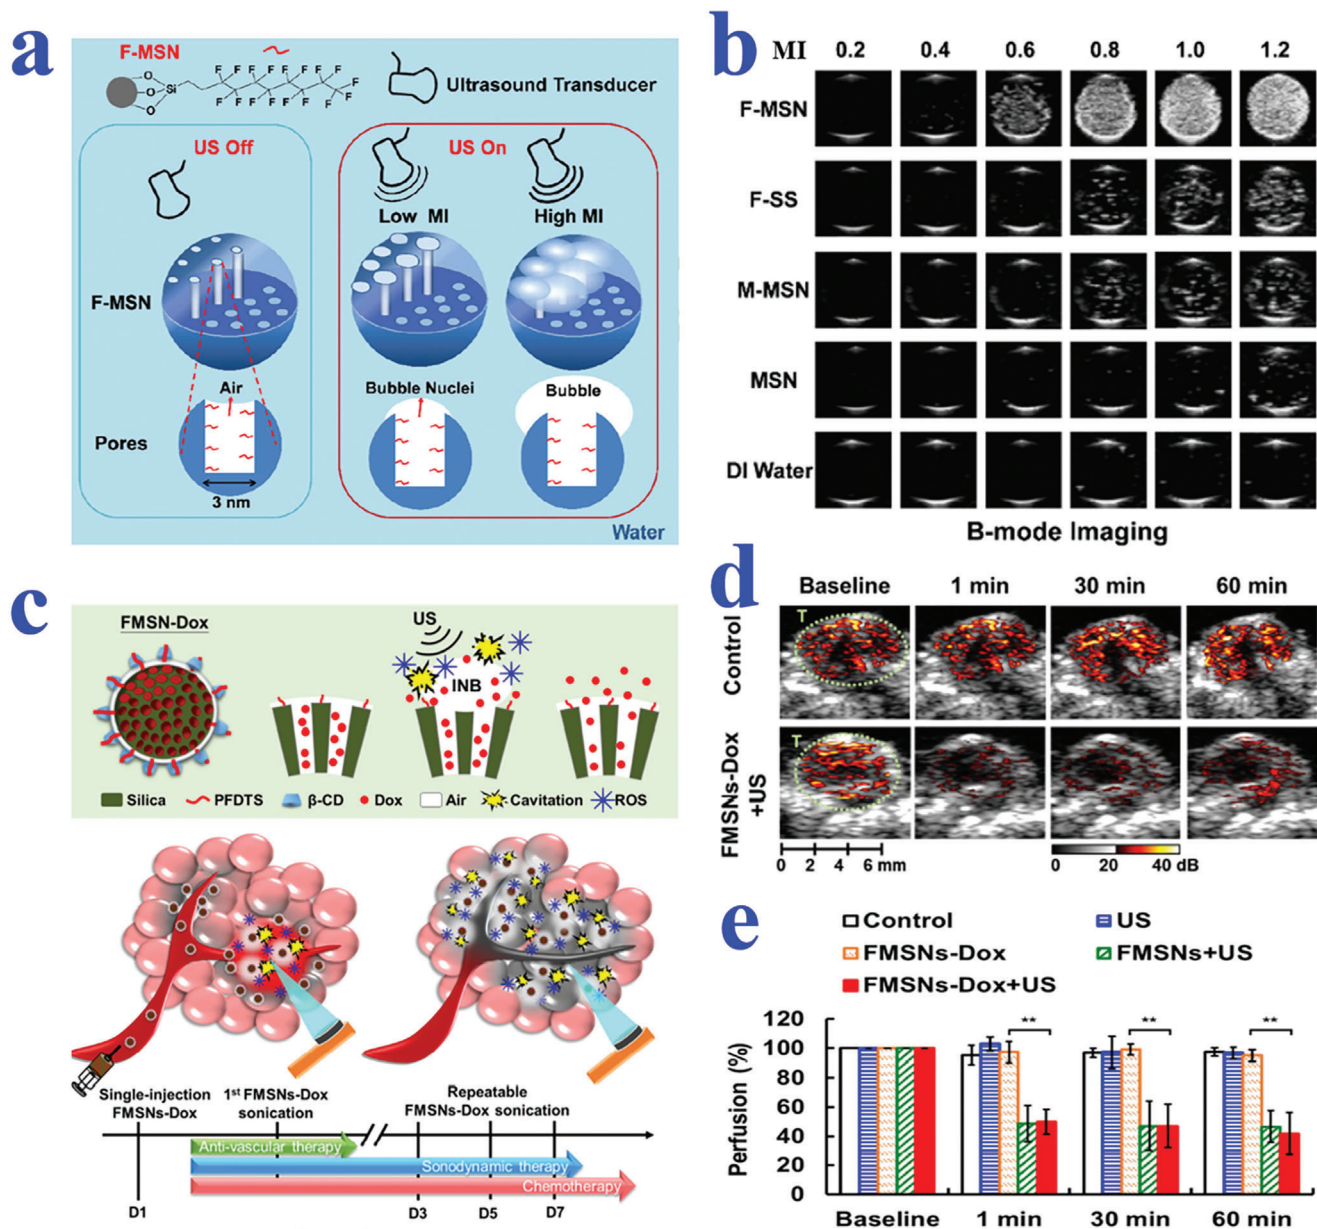 a
F-MSN
O
O
O
Si
F F F F F F F F
F
F F F F F F F F
Ultrasound Transducer
US Off
US On
Low MI
High MI
F-MSN
Air
Bubble Nuclei
Bubble
Pores
3 nm
Water
b
MI 0.2 0.4 0.6 0.8 1.0 1.2
F-MSN
F-SS
M-MSN
MSN
DI Water
B-mode Imaging
c
FMSN-Dox
US
INB
Silica PFDTS β-CD Dox Air Cavitation ROS
Single-injection
FMSNs-Dox
1st FMSNs-Dox
sonication
Repeatable
FMSNs-Dox sonication
Anti-vascular therapy
Sonodynamic therapy
Chemotherapy
D1 D3 D5 D7
d
Baseline 1 min 30 min 60 min
Control
T
FMSNs-Dox
+US
T
0 2 4 6 mm
0 20 40 dB
e
Control US
FMSNs-Dox FMSNs+US
FMSNs-Dox+US
Perfusion (%)
120
100
80
60
40
20
0
** ** **
Baseline 1 min 30 min 60 min